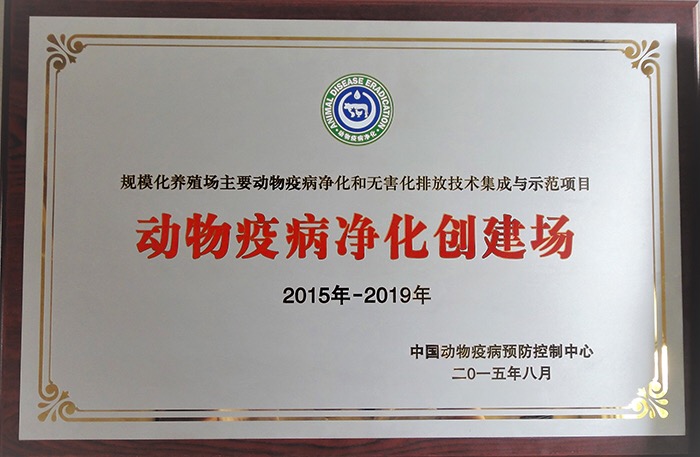 ANIMAL DISEASE ERADICATION
·动物疫病净化·
规模化养殖场主要动物疫病净化和无害化排放技术集成与示范项目
动物疫病净化创建场
2015年-2019年
中国动物疫病预防控制中心
二〇一五年八月